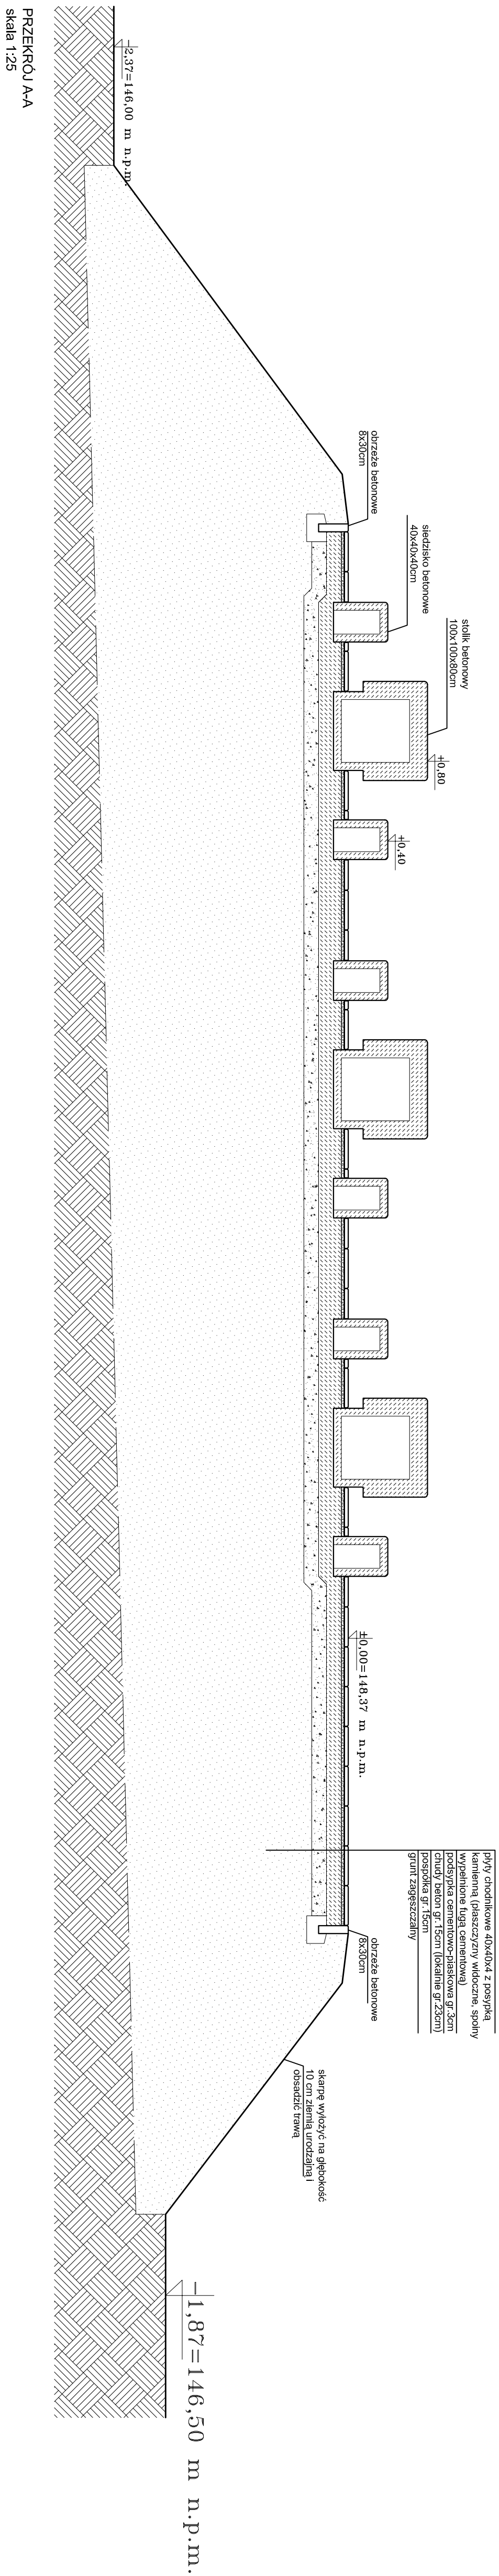 PRZEKRÓJ A-A
skala 1:25
-2,37=146,00 m n.p.m.
obrzeże betonowe
8x30cm
siedzisko betonowe
40x40x40cm
stolik betonowy
100x100x80cm
+0,80
+0,40
±0,00=148,37 m n.p.m.
płyty chodnikowe 40x40x4 z posypką
kamienną (płaszczyzny widoczne, spoiny
wypełnione fugą cementową)
podsypka cementowo-piaskowa gr.3cm
chudy beton gr.15cm (lokalnie gr.23cm)
pospółka gr.15cm
grunt zagęszczalny
obrzeże betonowe
8x30cm
skarpę wyłożyć na głębokość
10 cm ziemią urodzajną i
obsadzić trawą
-1,87=146,50 m n.p.m.